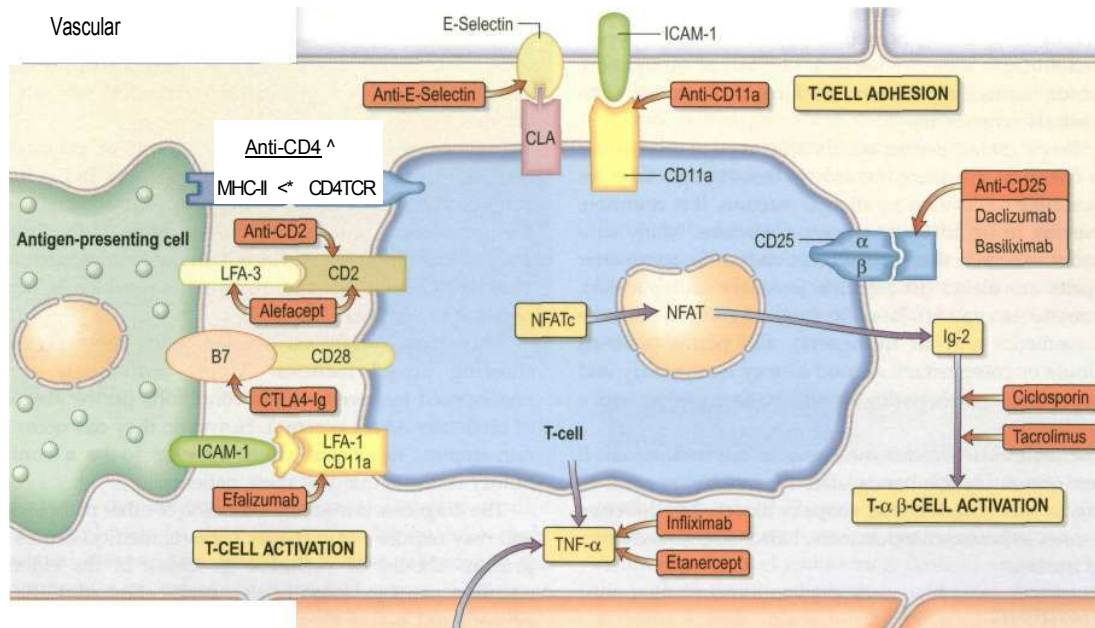 Vascular
E-Selectin
ICAM-1
Anti-E-Selectin
Anti-CD11a
T-CELL ADHESION
CLA
CD11a
Anti-CD4 ^
MHC-II <* CD4TCR
Anti-CD25
Daclizumab
Basiliximab
Antigen-presenting cell
Anti-CD2
CD25
α
β
LFA-3
CD2
Alefacept
NFATc
NFAT
Ig-2
B7
CD28
CTLA4-Ig
Ciclosporin
T-cell
Tacrolimus
ICAM-1
LFA-1
CD11a
Efalizumab
T-α β-CELL ACTIVATION
Infliximab
T-CELL ACTIVATION
TNF-α
Etanercept